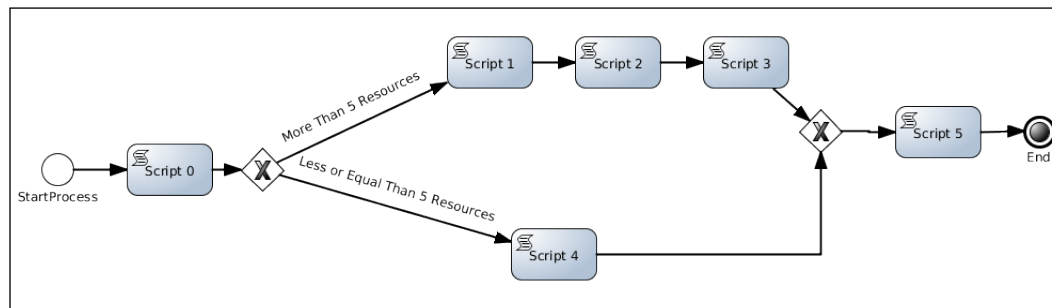 Script 1
Script 2
Script 3
More Than 5 Resources
Script 5
End
Script 0
StartProcess
Less or Equal Than 5 Resources
Script 4